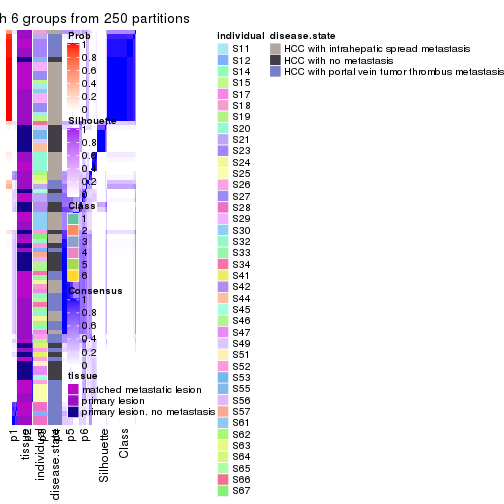 h 6 groups from 250 partitions
Prob
1
0.8
0.6
0.4
0.2
0
Silhouette
1
0.8
0.6
0.4
0.2
0
Class
1
2
3
4
5
6
Consensus
1
0.8
0.6
0.4
0.2
0
tissue
matched metastatic lesion
primary lesion
primary lesion. no metastasis
individual
S11
S12
S14
S15
S17
S18
S19
S20
S21
S23
S24
S25
S26
S27
S28
S29
S30
S32
S33
S34
S41
S42
S44
S45
S46
S47
S49
S51
S52
S53
S55
S56
S57
S61
S62
S63
S64
S65
S66
S67
disease.state
HCC with intrahepatic spread metastasis
HCC with no metastasis
HCC with portal vein tumor thrombus metastasis
p1
tissue
individual
disease.state
p5
p6
Silhouette
Class